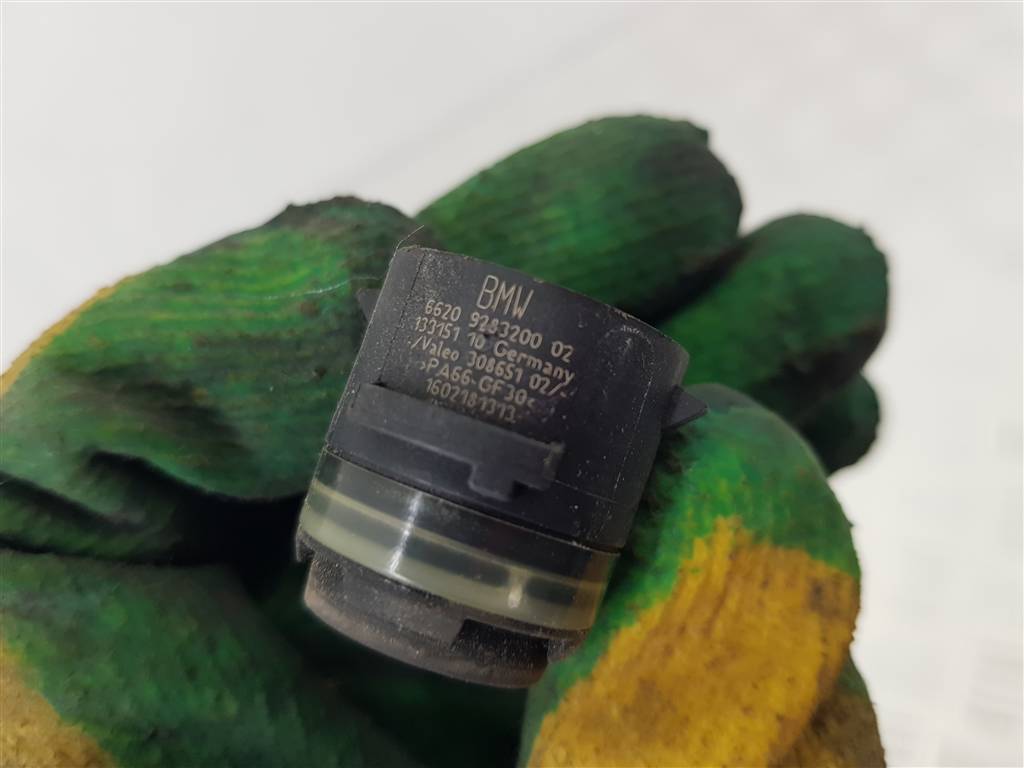 BMW
6620 9283200 02
133151 10 Germany
-/Valeo 308651 02/-
>PA66-GF30<
1602181313